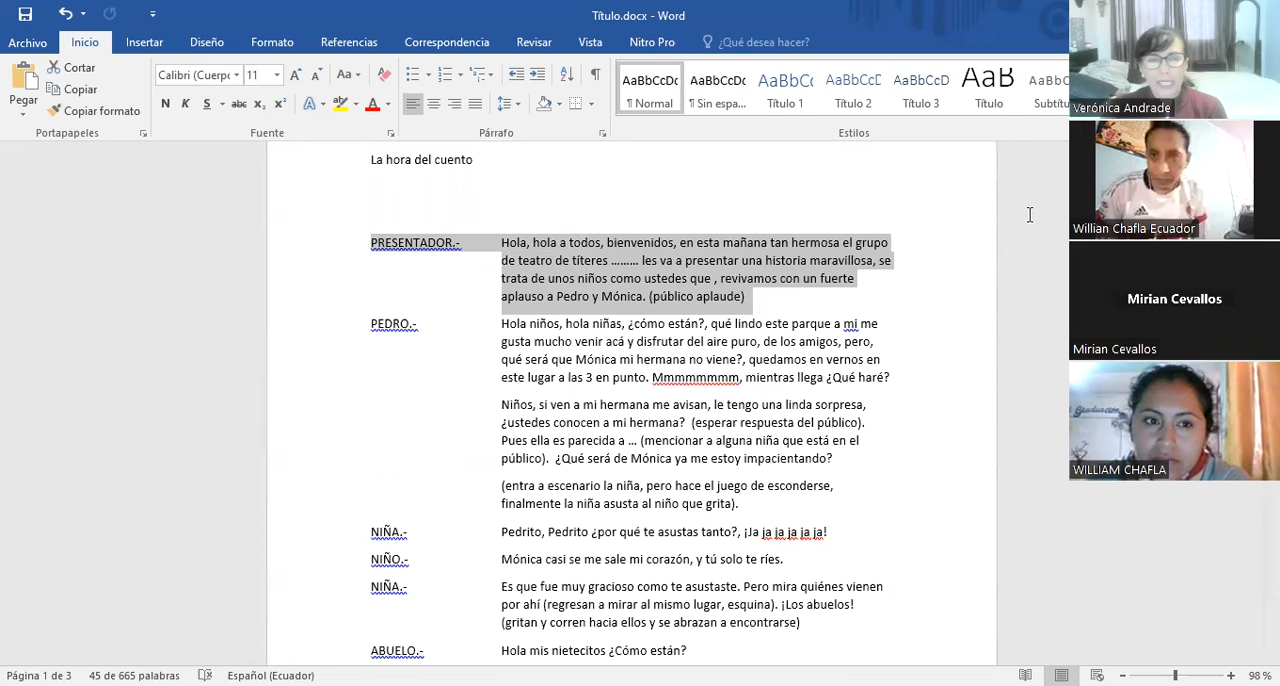 Título.docx - Word
Archivo Inicio Insertar Diseño Formato Referencias Correspondencia Revisar Vista Nitro Pro ¿Qué desea hacer?
Pegar
Cortar
Copiar
Copiar formato
Portapapeles
Calibri (Cuerpo 11
Aa
N K S abc x₂ x²
Fuente
Párrafo
AaBbCcDc AaBbCcDc AaBbCc AaBbCcC AaBbCcD AaB
¶ Normal ¶ Sin espa... Título 1 Título 2 Título 3 Título
Estilos
La hora del cuento
PRESENTADOR.- Hola, hola a todos, bienvenidos, en esta mañana tan hermosa el grupo
de teatro de títeres ……… les va a presentar una historia maravillosa, se
trata de unos niños como ustedes que , revivamos con un fuerte
aplauso a Pedro y Mónica. (público aplaude)
PEDRO.- Hola niños, hola niñas, ¿cómo están?, qué lindo este parque a mi me
gusta mucho venir acá y disfrutar del aire puro, de los amigos, pero,
qué será que Mónica mi hermana no viene?, quedamos en vernos en
este lugar a las 3 en punto. Mmmmmmmm, mientras llega ¿Qué haré?
Niños, si ven a mi hermana me avisan, le tengo una linda sorpresa,
¿ustedes conocen a mi hermana? (esperar respuesta del público).
Pues ella es parecida a … (mencionar a alguna niña que está en el
público). ¿Qué será de Mónica ya me estoy impacientando?
(entra a escenario la niña, pero hace el juego de esconderse,
finalmente la niña asusta al niño que grita).
NIÑA.- Pedrito, Pedrito ¿por qué te asustas tanto?, ¡Ja ja ja ja ja ja!
NIÑO.- Mónica casi se me sale mi corazón, y tú solo te ríes.
NIÑA.- Es que fue muy gracioso como te asustaste. Pero mira quiénes vienen
por ahí (regresan a mirar al mismo lugar, esquina). ¡Los abuelos!
(gritan y corren hacia ellos y se abrazan a encontrarse)
ABUELO.- Hola mis nietecitos ¿Cómo están?
Página 1 de 3 45 de 665 palabras Español (Ecuador) 98 %
Verónica Andrade
Willian Chafla Ecuador
Mirian Cevallos
Mirian Cevallos
WILLIAM CHAFLA